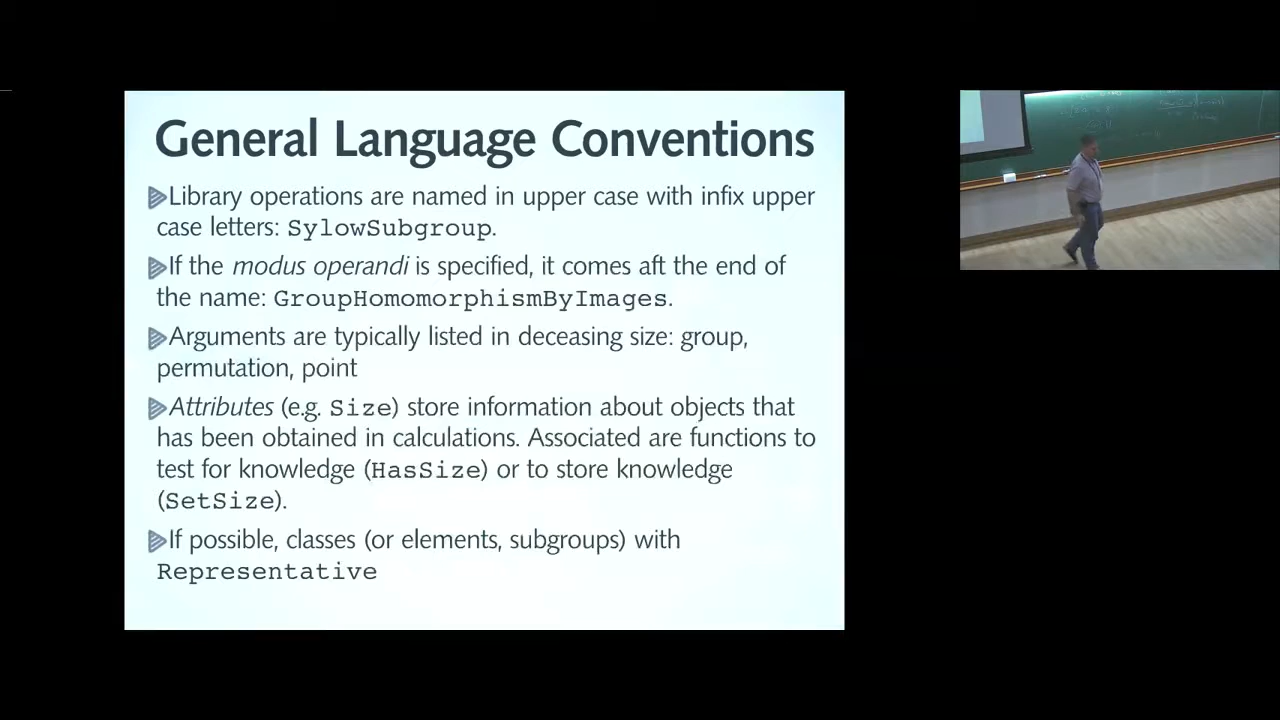 General Language Conventions
Library operations are named in upper case with infix upper
case letters: SylowSubgroup.
If the modus operandi is specified, it comes aft the end of
the name: GroupHomomorphismByImages.
Arguments are typically listed in deceasing size: group,
permutation, point
Attributes (e.g. Size) store information about objects that
has been obtained in calculations. Associated are functions to
test for knowledge (HasSize) or to store knowledge
(SetSize).
If possible, classes (or elements, subgroups) with
Representative